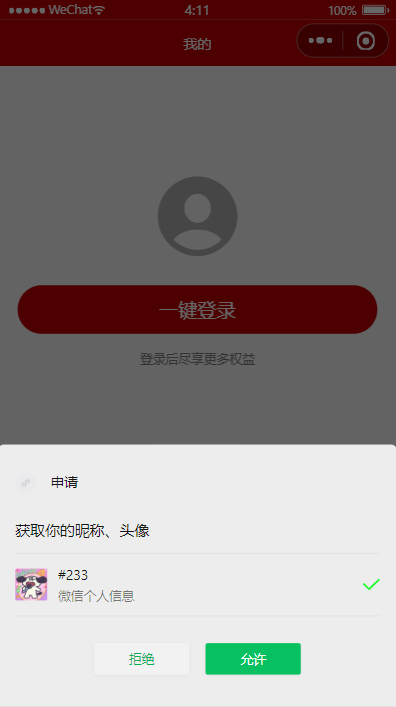 WeChat 4:11 100%
我的
一键登录
登录后尽享更多权益
申请
获取你的昵称、头像
#233
微信个人信息
拒绝 允许